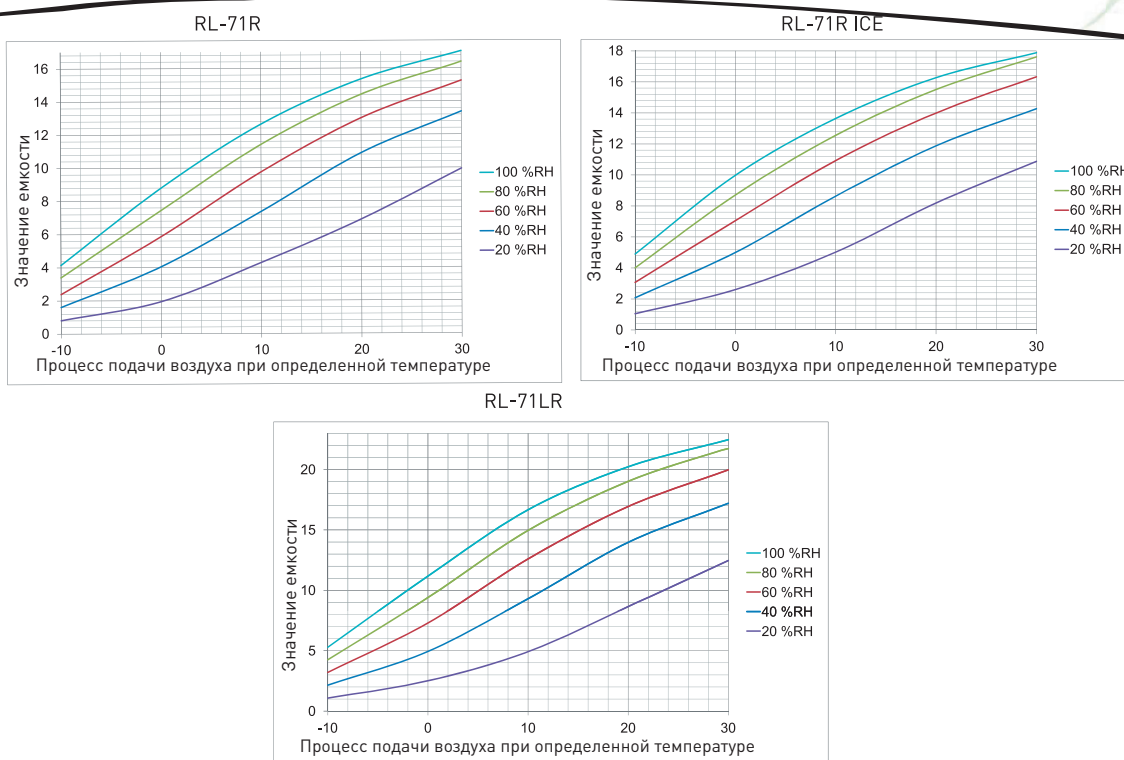 RL-71R
16
14
12
10
8
6
4
2
0
-10 0 10 20 30
Значение емкости
Процесс подачи воздуха при определенной температуре
100 %RH
80 %RH
60 %RH
40 %RH
20 %RH
RL-71R ICE
18
16
14
12
10
8
6
4
2
0
-10 0 10 20 30
Значение емкости
Процесс подачи воздуха при определенной температуре
100 %RH
80 %RH
60 %RH
40 %RH
20 %RH
RL-71LR
20
15
10
5
0
-10 0 10 20 30
Значение емкости
Процесс подачи воздуха при определенной температуре
100 %RH
80 %RH
60 %RH
40 %RH
20 %RH